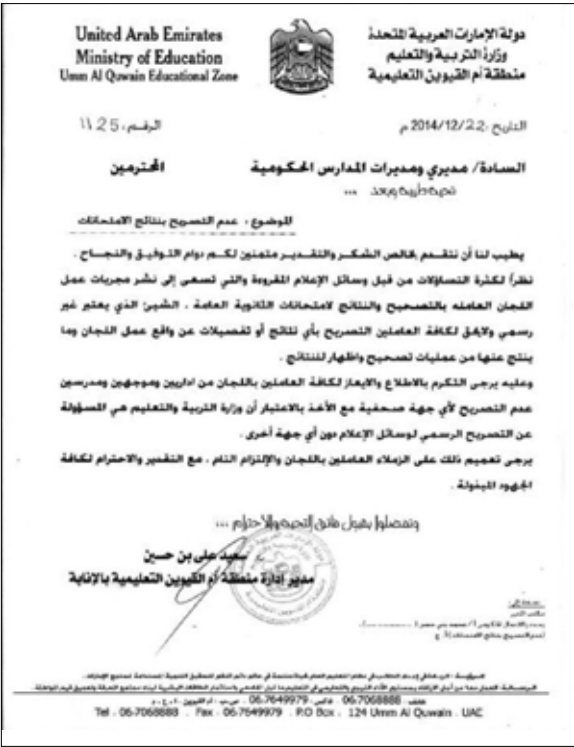 United Arab Emirates
Ministry of Education
Umm Al Quwain Educational Zone
دولة الإمارات العربية المتحدة
وزارة التربية والتعليم
منطقة أم القيوين التعليمية
الرقم: 1125
التاريخ: 2014/12/22 م
السادة/ مديري ومديرات المدارس الحكومية المحترمين
تحية طيبة وبعد ...
الموضوع: عدم التصريح بنتائج الامتحانات
يطيب لنا أن نتقدم بخالص الشكر والتقدير متمنين لكم دوام التوفيق والنجاح .
نظراً لكثرة التساؤلات من قبل وسائل الإعلام المقروءة والتي تسعى إلى نشر مجريات عمل
اللجان العاملة بالتصحيح والنتائج لامتحانات الثانوية العامة ، الشيئ الذي يعتبر غير
رسمي ولايحق لكافة العاملين التصريح بأي نتائج أو تفصيلات عن واقع عمل اللجان وما
ينتج عنها من عمليات تصحيح واظهار للنتائج .
وعليه يرجى التكرم بالاطلاع والايعاز لكافة العاملين باللجان من اداريين وموجهين ومدرسين
عدم التصريح لأي جهة صحفية مع الأخذ بالاعتبار أن وزارة التربية والتعليم هي المسؤولة
عن التصريح الرسمي لوسائل الإعلام دون أي جهة أخرى .
يرجى تعميم ذلك على الزملاء العاملين باللجان والإلتزام التام ، مع التقدير والاحترام لكافة
الجهود المبذولة .
وتفضلوا بقبول فائق التحية والاحترام ...
سعيد علي بن حسين
مدير إدارة منطقة أم القيوين التعليمية بالإنابة
هاتف: 06.7068888 . فاكس: 06.7649979 . ص.ب: أم القيوين . ا.ع.م
Tel . 06.7068888 . Fax . 06.7649979 . P.O Box . 124 Umm Al Quwain . UAE